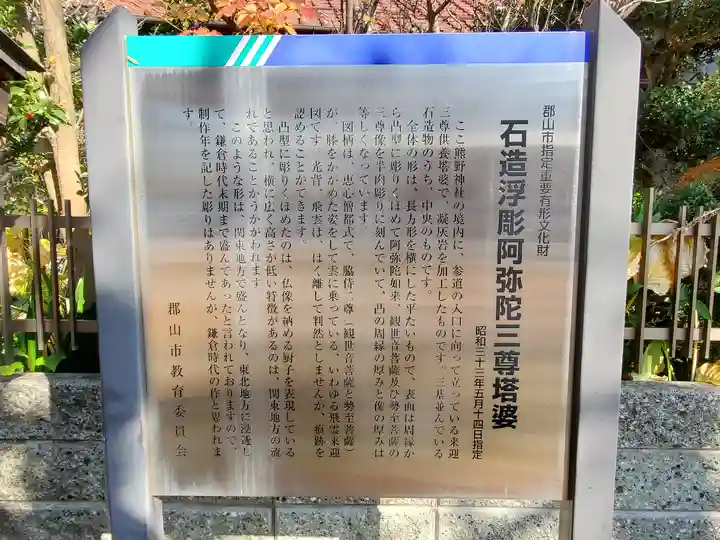 郡山市指定重要有形文化財
石造浮彫阿弥陀三尊塔婆
昭和三十三年五月十四日指定
ここ熊野神社の境内に、参道の入口に向って立っている来迎
三尊供養塔婆で、凝灰岩を加工したものです。三基並んでいる
石造物のうち、中央のものです。
全体の形は、長方形を横にした平たいもので、表面は周縁か
ら凸型に彫りくぼめて阿弥陀如来、観世音菩薩及び勢至菩薩の
三尊像を半肉彫りに刻んでいて、凸の周縁の厚みと像の厚みは
等しくなっています。
図柄は、恵心僧都式で、脇侍二尊(観世音菩薩と勢至菩薩)
が、膝をかがめた姿をして雲に乗っている、いわゆる飛雲来迎
図です。光背、飛雲は、はく離して判然としませんが、痕跡を
認めることができます。
凸型に彫りくぼめたのは、仏像を納める厨子を表現している
と思われ、横に広く高さが低い特徴があるのは、関東地方の流
れであることがうかがわれます。
このような形は、関東地方で盛んとなり、東北地方に浸透し
て、鎌倉時代末期まで盛んであったと言われておりますので、
制作年を記した彫りはありませんが、鎌倉時代の作と思われま
す。
郡山市教育委員会